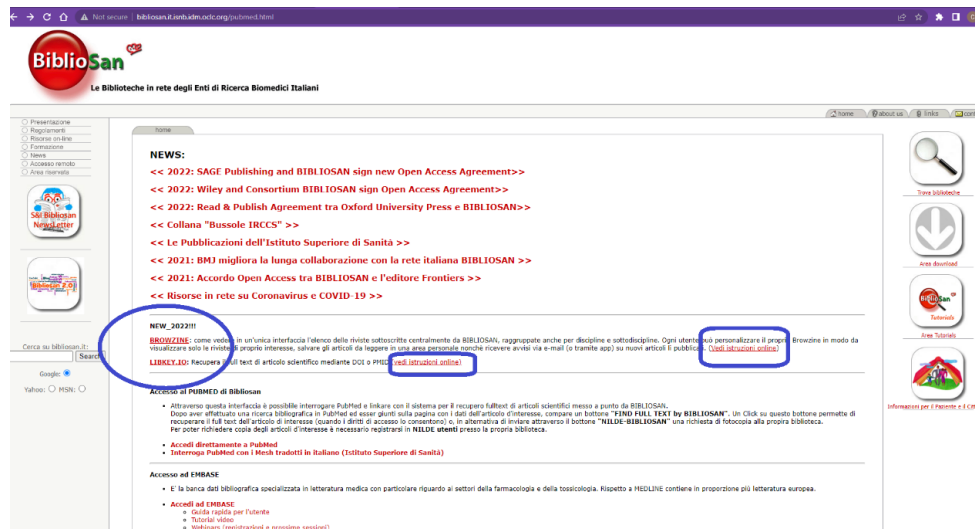 Not secure | bibliosan.it.isnb.idm.oclc.org/pubmed.html
BiblioSan
Le Biblioteche in rete degli Enti di Ricerca Biomedici Italiani
home
about us
links
Presentazione
Regolamenti
Risorse on-line
Formazione
News
Accesso remoto
Area riservata
S&I Bibliosan
NewsLetter
Bibliosan 2.0
Cerca su bibliosan.it:
Search
Google:
Yahoo: MSN:
home
NEWS:
<< 2022: SAGE Publishing and BIBLIOSAN sign new Open Access Agreement>>
<< 2022: Wiley and Consortium BIBLIOSAN sign Open Access Agreement>>
<< 2022: Read & Publish Agreement tra Oxford University Press e BIBLIOSAN>>
<< Collana "Bussole IRCCS" >>
<< Le Pubblicazioni dell'Istituto Superiore di Sanità >>
<< 2021: BMJ migliora la lunga collaborazione con la rete italiana BIBLIOSAN >>
<< 2021: Accordo Open Access tra BIBLIOSAN e l'editore Frontiers >>
<< Risorse in rete su Coronavirus e COVID-19 >>
NEW_2022!!!
BROWZINE: come vedere in un'unica interfaccia l'elenco delle riviste sottoscritte centralmente da BIBLIOSAN, raggruppate anche per discipline e sottodiscipline. Ogni utente può personalizzare il proprio Browzine in modo da
visualizzare solo le riviste di proprio interesse, salvare gli articoli da leggere in una area personale nonché ricevere avvisi via e-mail (o tramite app) su nuovi articoli pubblicati. (Vedi istruzioni online)
LIBKEY.IO: Recupera il full text di articolo scientifico mediante DOI o PMID (vedi istruzioni online)
Accesso al PUBMED di Bibliosan
Attraverso questa interfaccia è possibile interrogare PubMed e linkare con il sistema per il recupero fulltext di articoli scientifici messo a punto da BIBLIOSAN.
Dopo aver effettuato una ricerca bibliografica in PubMed ed esser giunti sulla pagina con i dati dell'articolo d'interesse, compare un bottone "FIND FULL TEXT by BIBLIOSAN". Un Click su questo bottone permette di
recuperare il full text dell'articolo di interesse (quando i diritti di accesso lo consentono) o, in alternativa di inviare attraverso il bottone "NILDE-BIBLIOSAN" una richiesta di fotocopia alla propria biblioteca.
Per poter richiedere copia degli articoli d'interesse è necessario registrarsi in NILDE utenti presso la propria biblioteca.
Accedi direttamente a PubMed
Interroga PubMed con i Mesh tradotti in italiano (Istituto Superiore di Sanità)
Accesso ad EMBASE
E' la banca dati bibliografica specializzata in letteratura medica con particolare riguardo ai settori della farmacologia e della tossicologia. Rispetto a MEDLINE contiene in proporzione più letteratura europea.
Accedi ad EMBASE
Guida rapida per l'utente
Tutorial video
Webinars (registrazioni e prossime sessioni)
Trova biblioteche
Area download
BiblioSan
Tutorials
Area Tutorials
Informazioni per il Paziente e il